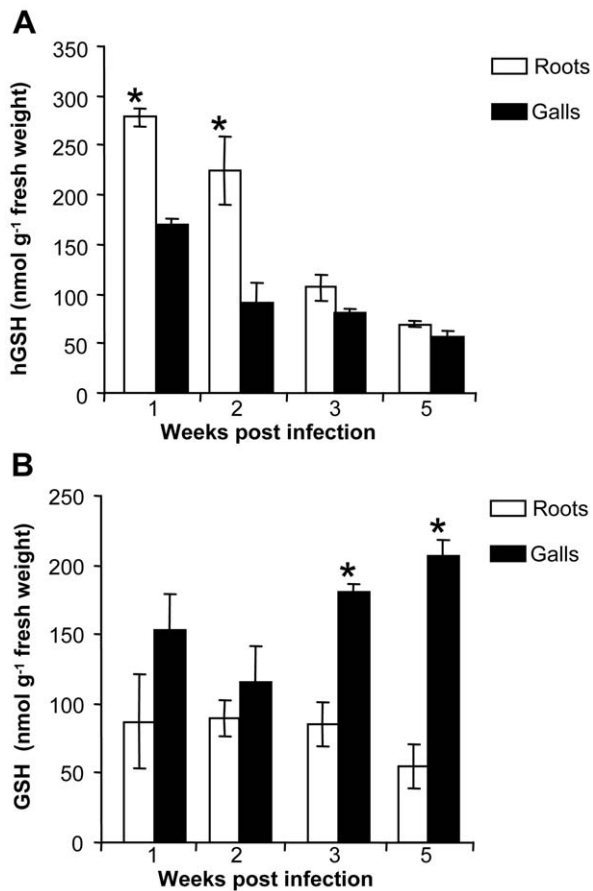 A
350
300
250
200
150
100
50
0
hGSH (nmol g⁻¹ fresh weight)
* *
1 2 3 5
Weeks post infection
Roots
Galls
B
250
200
150
100
50
0
GSH (nmol g⁻¹ fresh weight)
* *
1 2 3 5
Weeks post infection
Roots
Galls